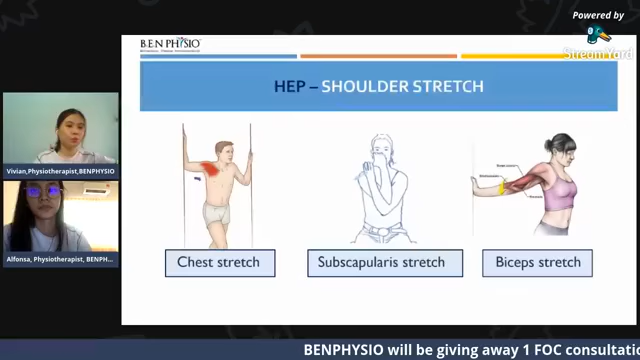 Powered by
StreamYard
B.E.N PHYSIO
HEP – SHOULDER STRETCH
Vivian,Physiotherapist,BENPHYSIO
Alfonsa, Physiotherapist, BENPH...
Chest stretch
Subscapularis stretch
Biceps stretch
BENPHYSIO will be giving away 1 FOC consultatio